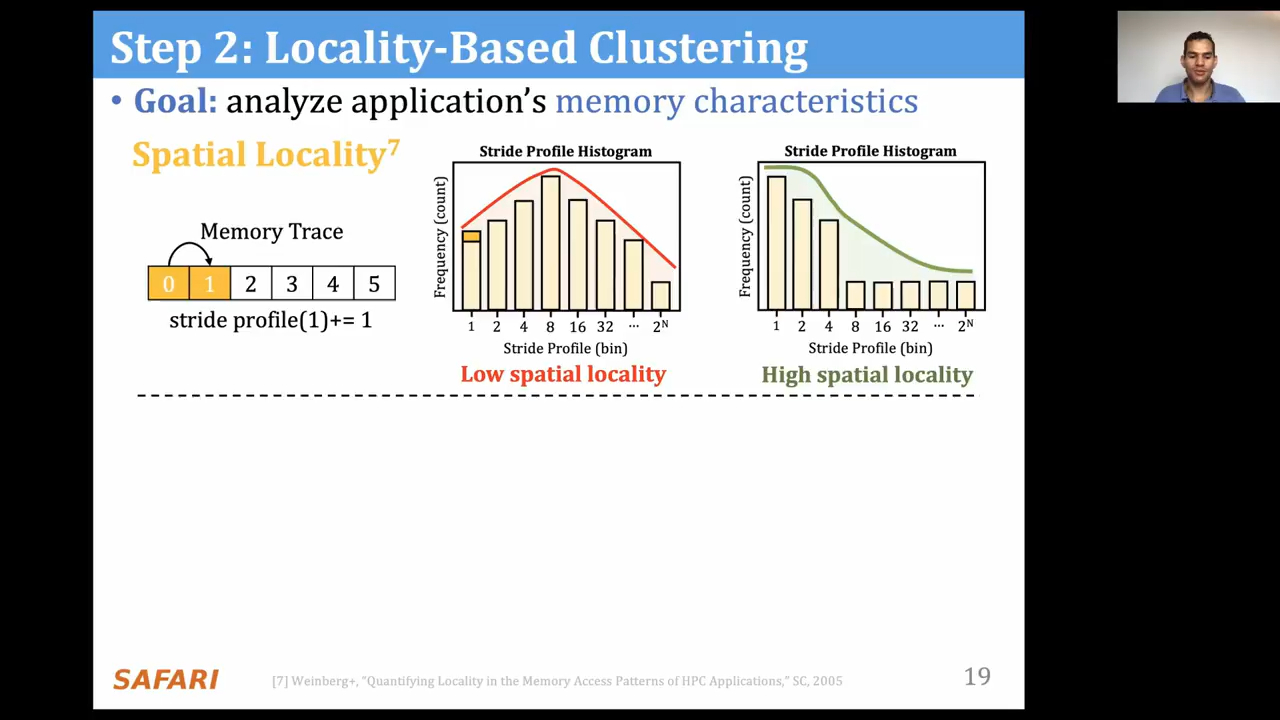 Step 2: Locality-Based Clustering
• Goal: analyze application's memory characteristics
Spatial Locality7
Memory Trace
0 1 2 3 4 5
stride profile(1)+= 1
Stride Profile Histogram
Frequency (count)
1 2 4 8 16 32 ... 2N
Stride Profile (bin)
Low spatial locality
Stride Profile Histogram
Frequency (count)
1 2 4 8 16 32 ... 2N
Stride Profile (bin)
High spatial locality
SAFARI
[7] Weinberg+, "Quantifying Locality in the Memory Access Patterns of HPC Applications," SC, 2005
19